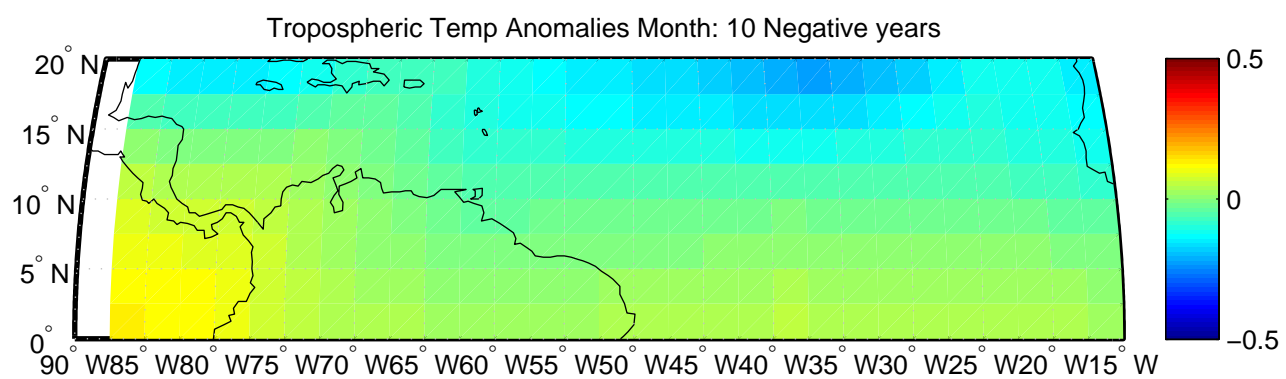 Tropospheric Temp Anomalies Month: 10 Negative years
20° N
15° N
10° N
5° N
0°
90° W85° W80° W75° W70° W65° W60° W55° W50° W45° W40° W35° W30° W25° W20° W15° W
0.5
0
−0.5